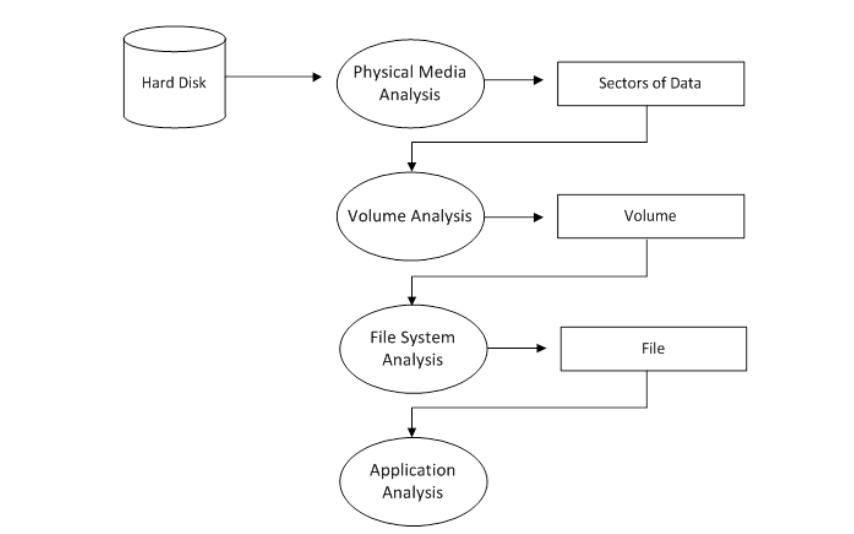 Hard Disk
Physical Media
Analysis
Sectors of Data
Volume Analysis
Volume
File System
Analysis
File
Application
Analysis